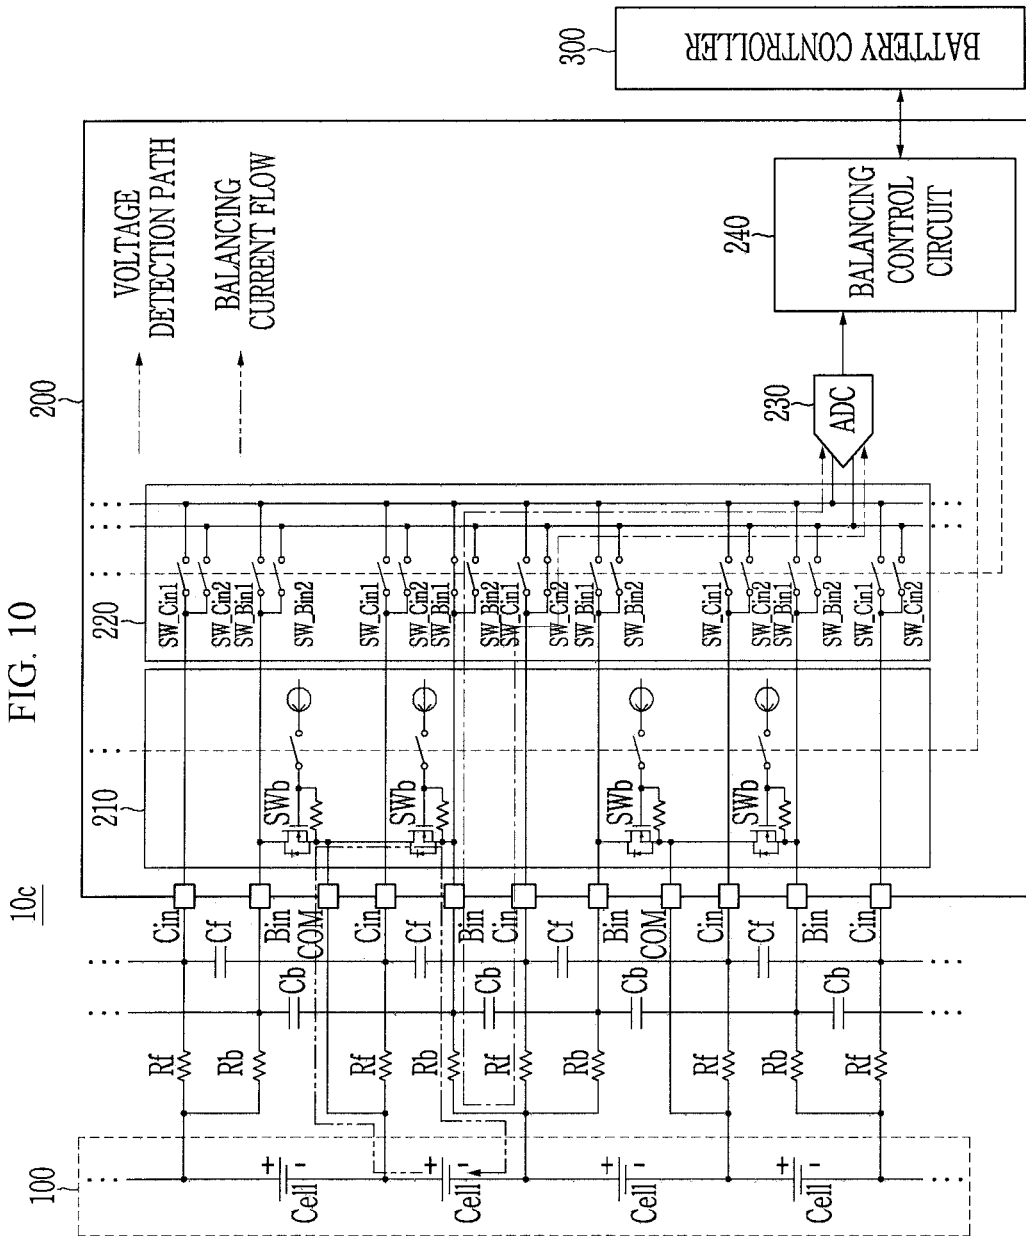 FIG. 10
10c
200
VOLTAGE
DETECTION PATH
BALANCING
CURRENT FLOW
300
BATTERY CONTROLLER
240
BALANCING
CONTROL
CIRCUIT
230
ADC
220
SW_Cin1
SW_Cin2
SW_Bin1
SW_Bin2
SW_Cin1
SW_Cin2
SW_Bin1
SW_Bin2
SW_Cin1
SW_Cin2
SW_Bin1
SW_Bin2
SW_Cin1
SW_Cin2
SW_Bin1
SW_Bin2
SW_Cin1
SW_Cin2
210
SWb
SWb
SWb
SWb
Cin
Bin
COM
Cin
Bin
Cin
Bin
COM
Cin
Bin
Cin
Cf
Cf
Cf
Cf
Cb
Cb
Cb
Cb
Rf
Rb
Rf
Rb
Rf
Rb
Rf
Rb
Rf
100
+ -
Cell
+ -
Cell
+ -
Cell
+ -
Cell